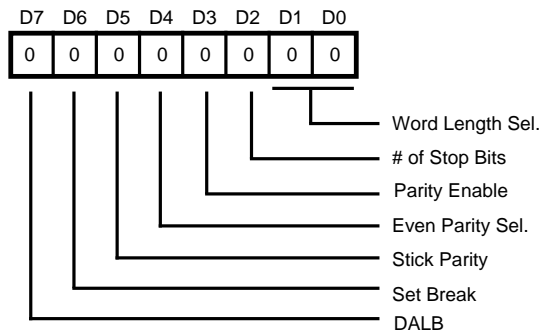 D7 D6 D5 D4 D3 D2 D1 D0
0 0 0 0 0 0 0 0
Word Length Sel.
# of Stop Bits
Parity Enable
Even Parity Sel.
Stick Parity
Set Break
DALB